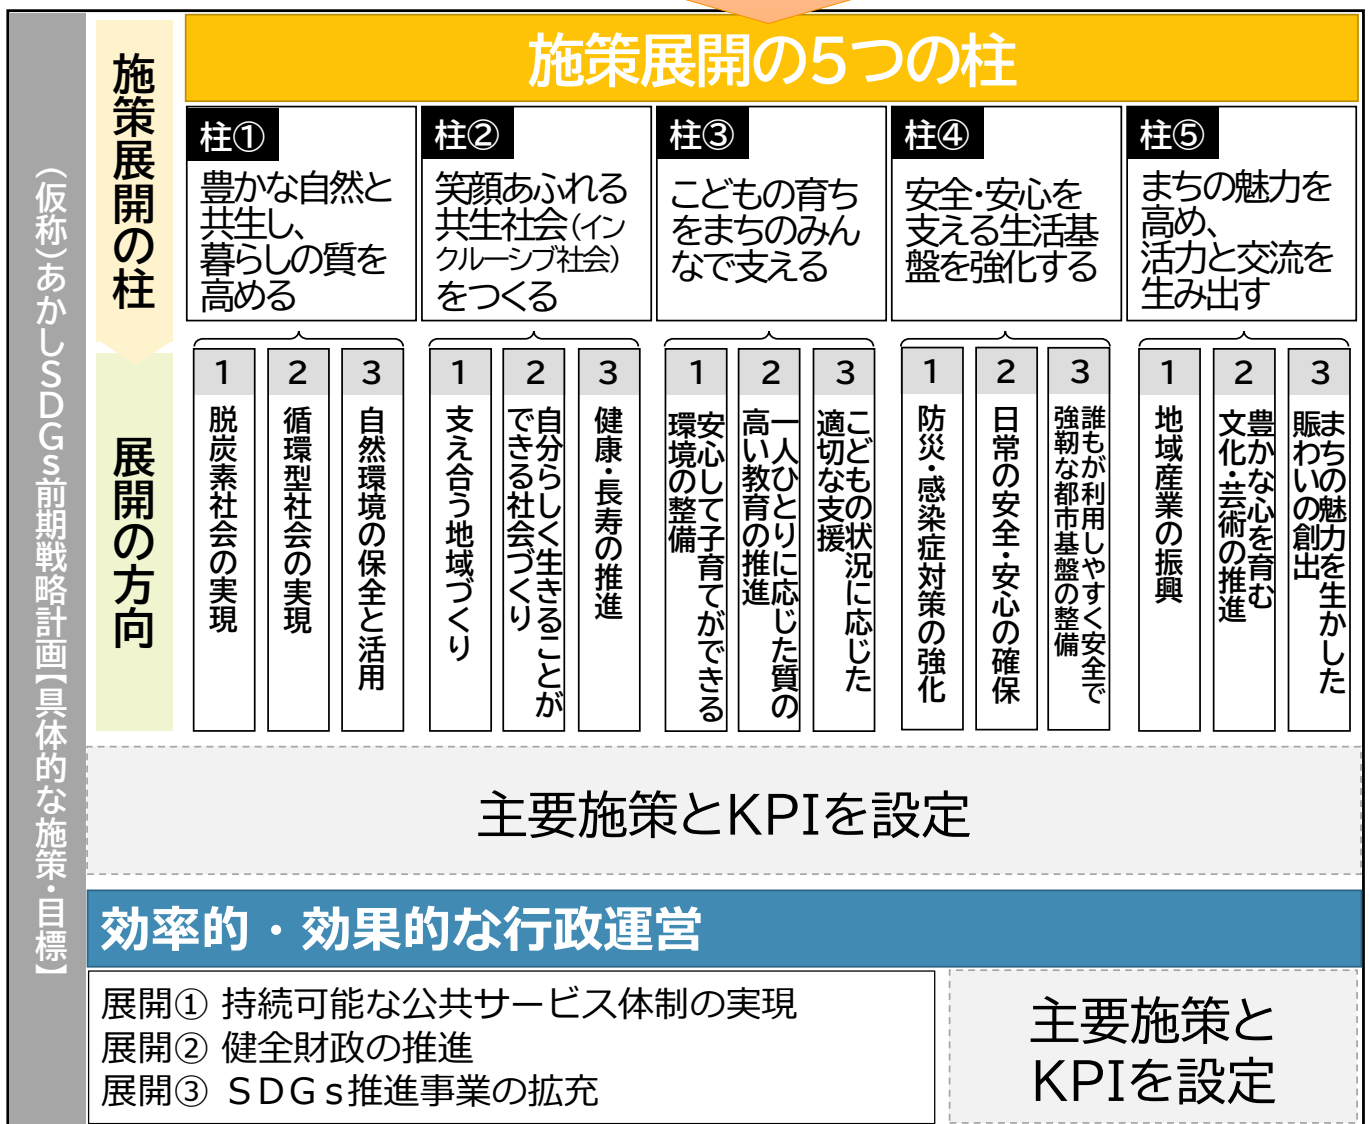 (仮称)あかしSDGs前期戦略計画【具体的な施策・目標】
施策展開の柱
施策展開の5つの柱
柱①
豊かな自然と
共生し、
暮らしの質を
高める
柱②
笑顔あふれる
共生社会(イン
クルーシブ社会)
をつくる
柱③
こどもの育ち
をまちのみん
なで支える
柱④
安全・安心を
支える生活基
盤を強化する
柱⑤
まちの魅力を
高め、
活力と交流を
生み出す
展開の方向
1
脱炭素社会の実現
2
循環型社会の実現
3
自然環境の保全と活用
1
支え合う地域づくり
2
自分らしく生きることが
できる社会づくり
3
健康・長寿の推進
1
安心して子育てができる
環境の整備
2
一人ひとりに応じた質の
高い教育の推進
3
こどもの状況に応じた
適切な支援
1
防災・感染症対策の強化
2
日常の安全・安心の確保
3
誰もが利用しやすく安全で
強靭な都市基盤の整備
1
地域産業の振興
2
豊かな心を育む
文化・芸術の推進
3
まちの魅力を生かした
賑わいの創出
主要施策とKPIを設定
効率的・効果的な行政運営
展開① 持続可能な公共サービス体制の実現
展開② 健全財政の推進
展開③ SDGs推進事業の拡充
主要施策と
KPIを設定